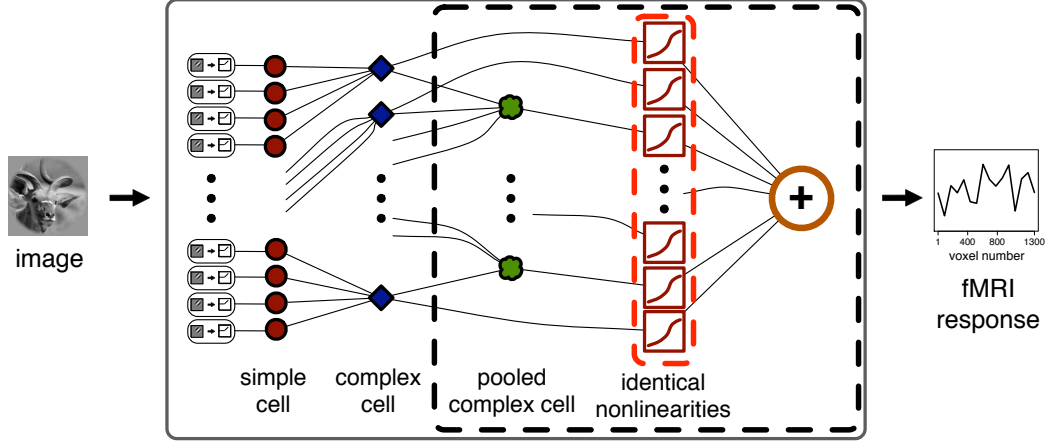 image
simple
cell
complex
cell
pooled
complex cell
identical
nonlinearities
+
1 400 800 1300
voxel number
fMRI
response